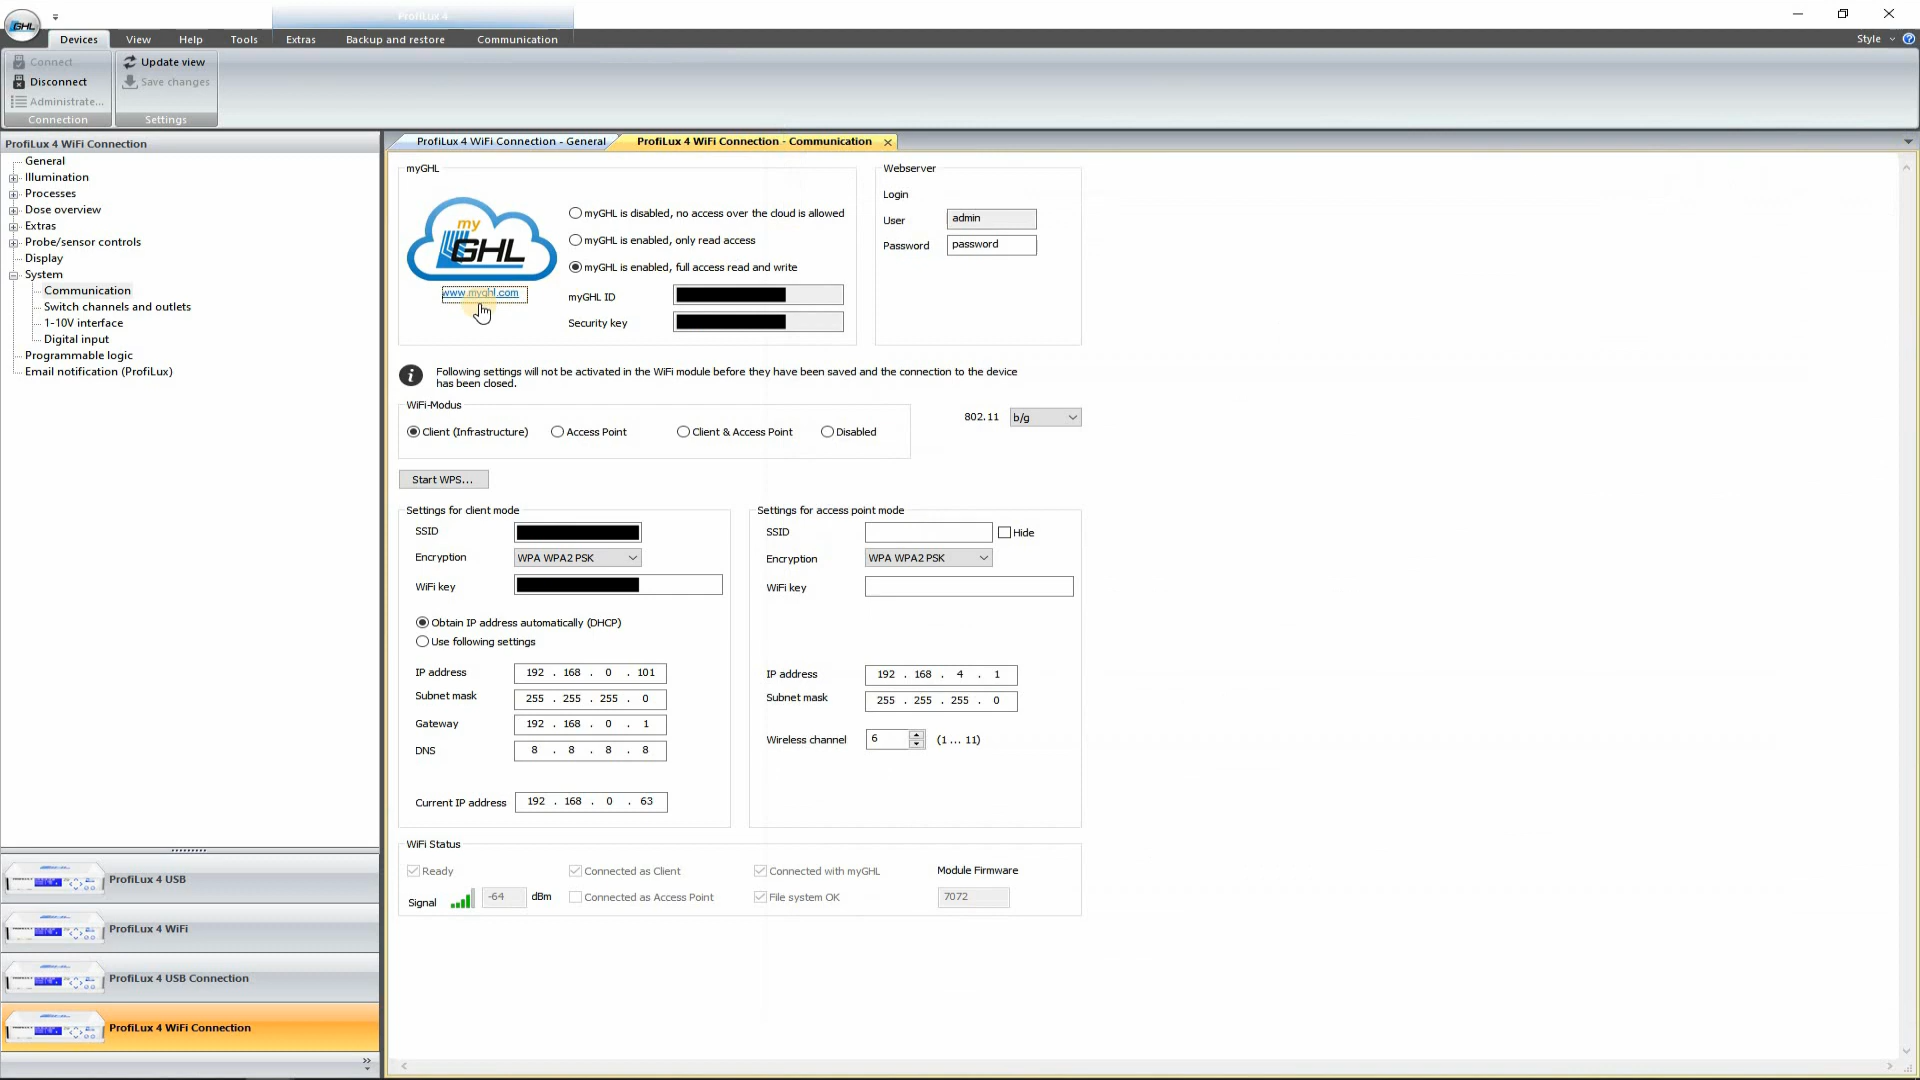 ProfiLux 4
GHL
Devices View Help Tools Extras Backup and restore Communication Style
Connect
Disconnect
Administrate...
Connection
Update view
Save changes
Settings
ProfiLux 4 WiFi Connection
General
Illumination
Processes
Dose overview
Extras
Probe/sensor controls
Display
System
Communication
Switch channels and outlets
1-10V interface
Digital input
Programmable logic
Email notification (ProfiLux)
ProfiLux 4 USB
ProfiLux 4 WiFi
ProfiLux 4 USB Connection
ProfiLux 4 WiFi Connection
ProfiLux 4 WiFi Connection - General
ProfiLux 4 WiFi Connection - Communication
myGHL
my
GHL
www.myghl.com
myGHL is disabled, no access over the cloud is allowed
myGHL is enabled, only read access
myGHL is enabled, full access read and write
myGHL ID
Security key
Webserver
Login
User admin
Password password
Following settings will not be activated in the WiFi module before they have been saved and the connection to the device
has been closed.
WiFi-Modus
Client (Infrastructure) Access Point Client & Access Point Disabled
802.11 b/g
Start WPS...
Settings for client mode
SSID
Encryption WPA WPA2 PSK
WiFi key
Obtain IP address automatically (DHCP)
Use following settings
IP address 192 . 168 . 0 . 101
Subnet mask 255 . 255 . 255 . 0
Gateway 192 . 168 . 0 . 1
DNS 8 . 8 . 8 . 8
Current IP address 192 . 168 . 0 . 63
Settings for access point mode
SSID Hide
Encryption WPA WPA2 PSK
WiFi key
IP address 192 . 168 . 4 . 1
Subnet mask 255 . 255 . 255 . 0
Wireless channel 6 (1 ... 11)
WiFi Status
Ready Connected as Client Connected with myGHL Module Firmware
Signal -64 dBm Connected as Access Point File system OK 7072